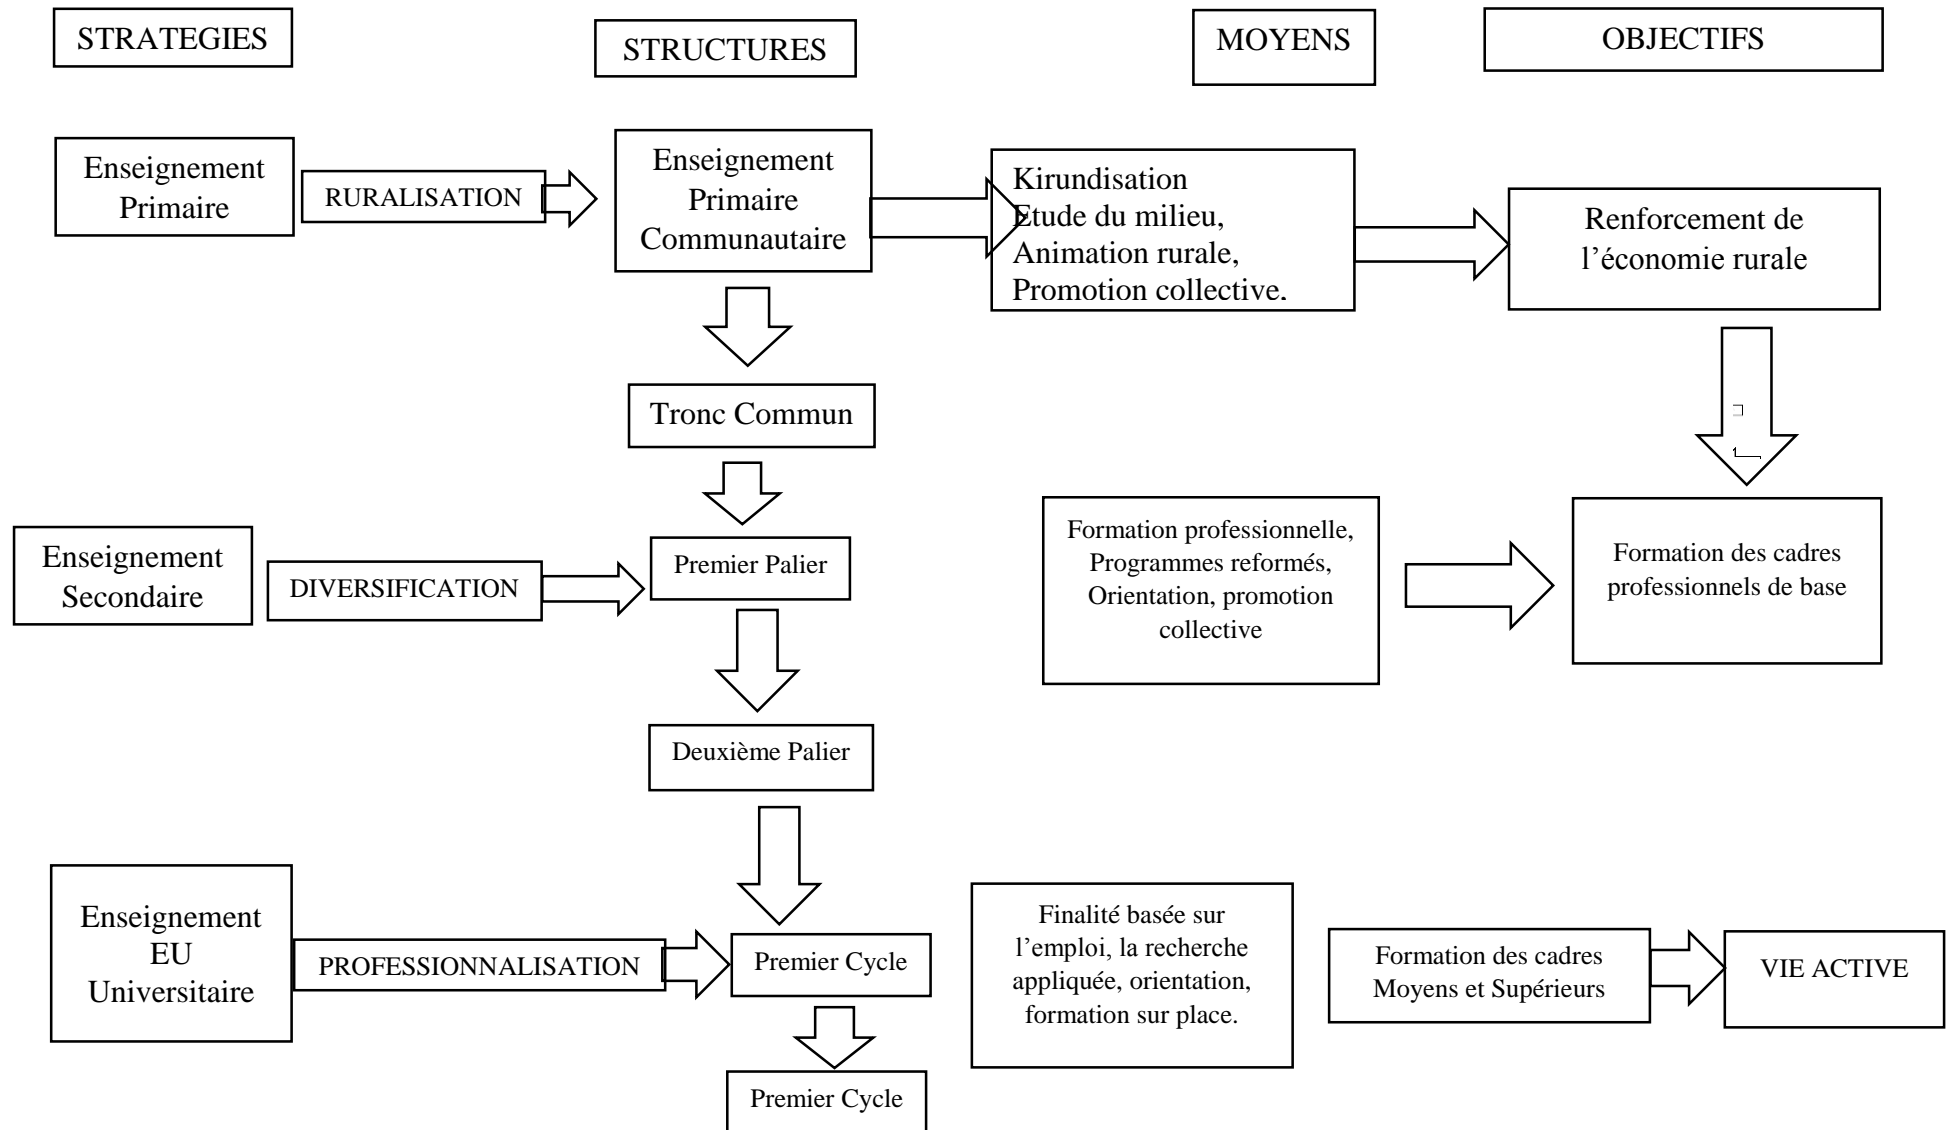 STRATEGIES
STRUCTURES
MOYENS
OBJECTIFS
Enseignement
Primaire
RURALISATION
Enseignement
Primaire
Communautaire
Kirundisation
Etude du milieu,
Animation rurale,
Promotion collective.
Renforcement de
l’économie rurale
Tronc Commun
Enseignement
Secondaire
DIVERSIFICATION
Premier Palier
Formation professionnelle,
Programmes reformés,
Orientation, promotion
collective
Formation des cadres
professionnels de base
Deuxième Palier
Enseignement
EU
Universitaire
PROFESSIONNALISATION
Premier Cycle
Finalité basée sur
l’emploi, la recherche
appliquée, orientation,
formation sur place.
Formation des cadres
Moyens et Supérieurs
VIE ACTIVE
Premier Cycle